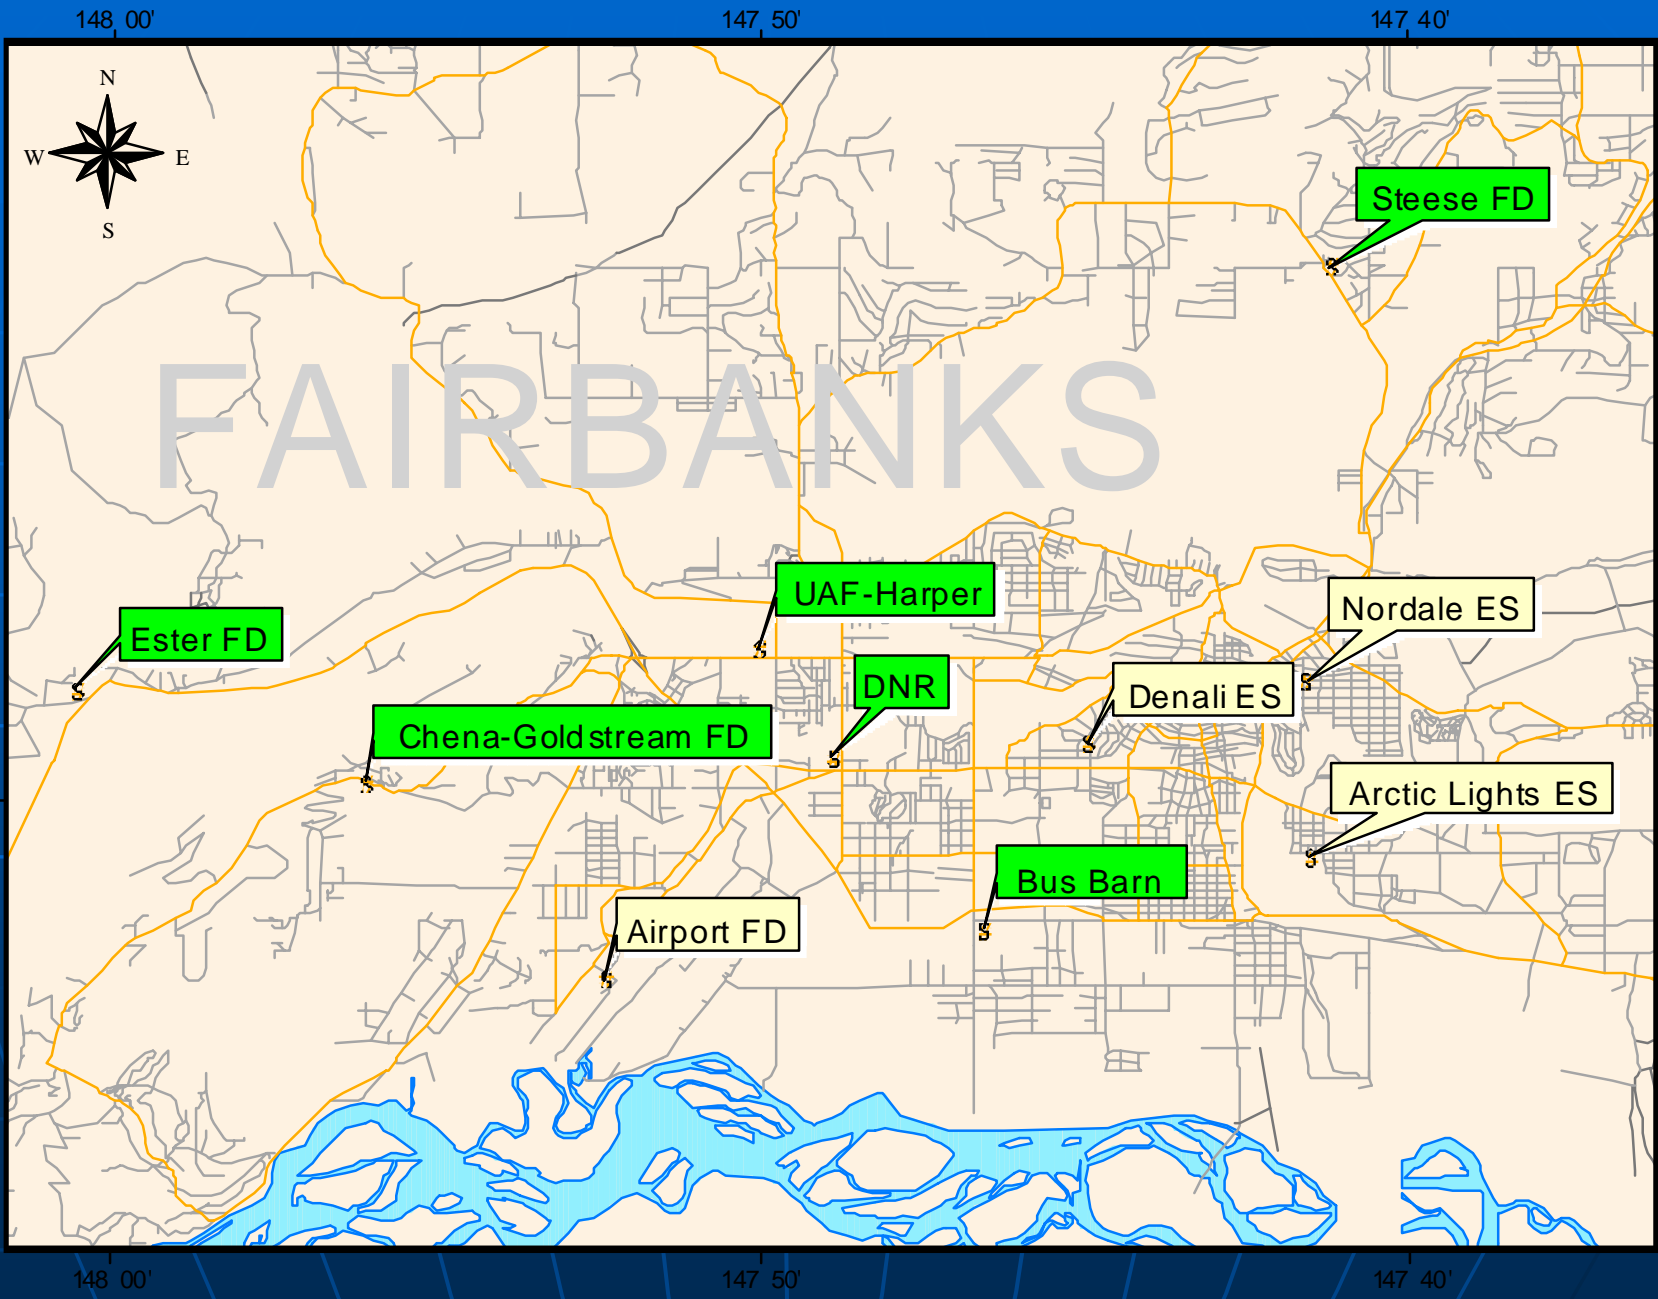 148 00'
147 50'
147 40'
N
W
E
S
Steese FD
FAIRBANKS
UAF-Harper
Nordale ES
Ester FD
DNR
Denali ES
Chena-Goldstream FD
Arctic Lights ES
Bus Barn
Airport FD
148 00'
147 50'
147 40'